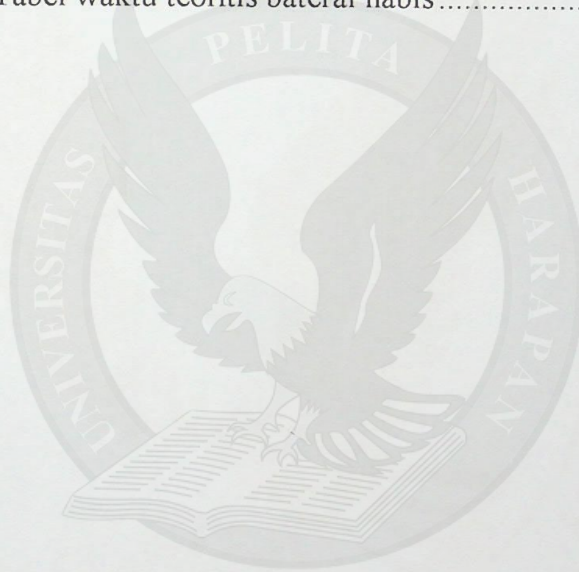 Tabel waktu teoritis baterai habis....................
UNIVERSITAS PELITA HARAPAN